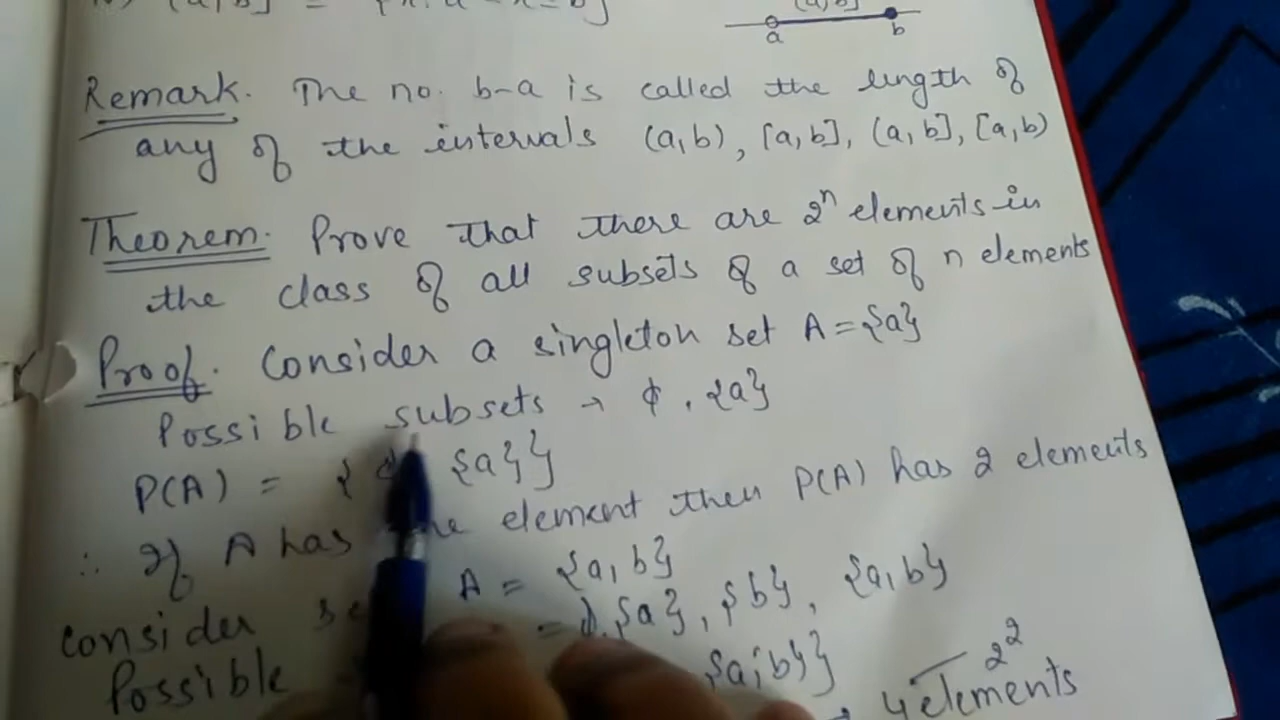 (a,b]
a b
Remark. The no. b-a is called the length of
any of the intervals (a,b), [a,b], (a,b], [a,b)
Theorem. Prove that there are 2ⁿ elements in
the class of all subsets of a set of n elements
Proof. Consider a singleton set A = {a}
Possible subsets → ϕ, {a}
P(A) = { {a}}
∴ If A has element then P(A) has 2 elements
Consider A = {a,b}
Possible = ϕ, {a}, {b}, {a,b}
{a,b}}
4 elements 2²